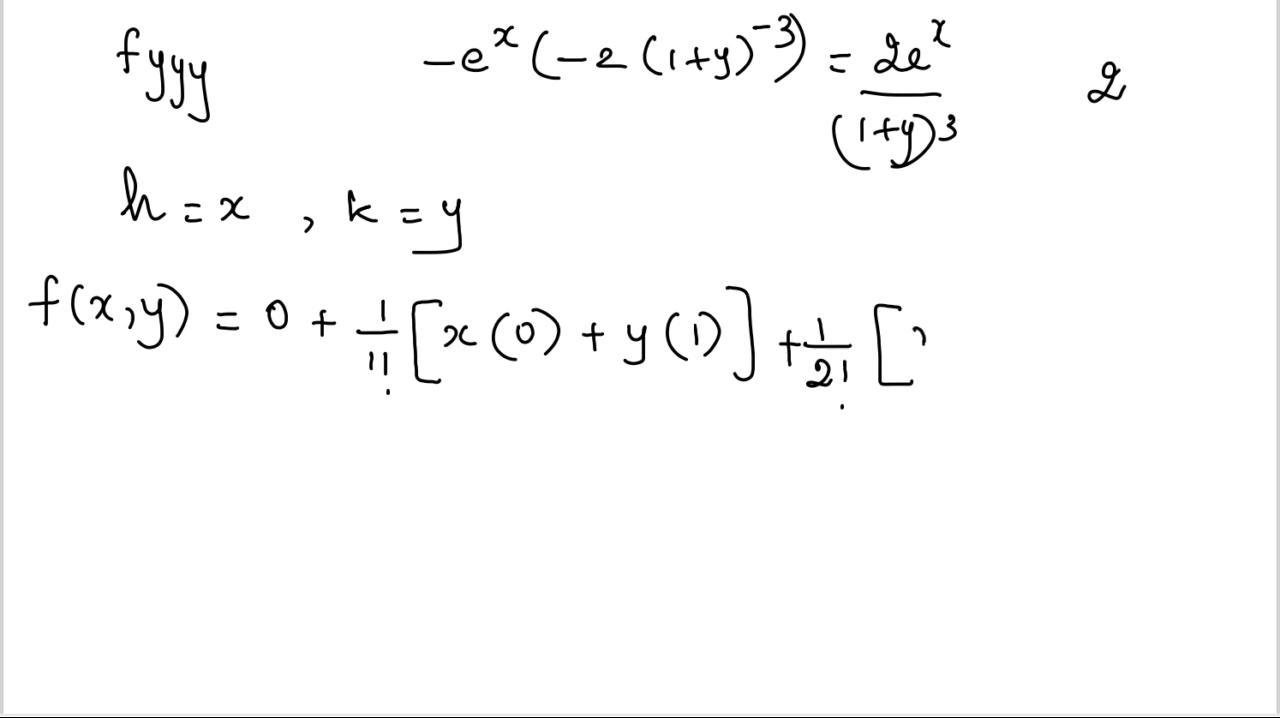 fyyy -e^x (-2 (1+y)^-3) = 2e^x/(1+y)^3 2
h = x , k = y
f(x,y) = 0 + 1/1! [x(0) + y(1)] + 1/2! [